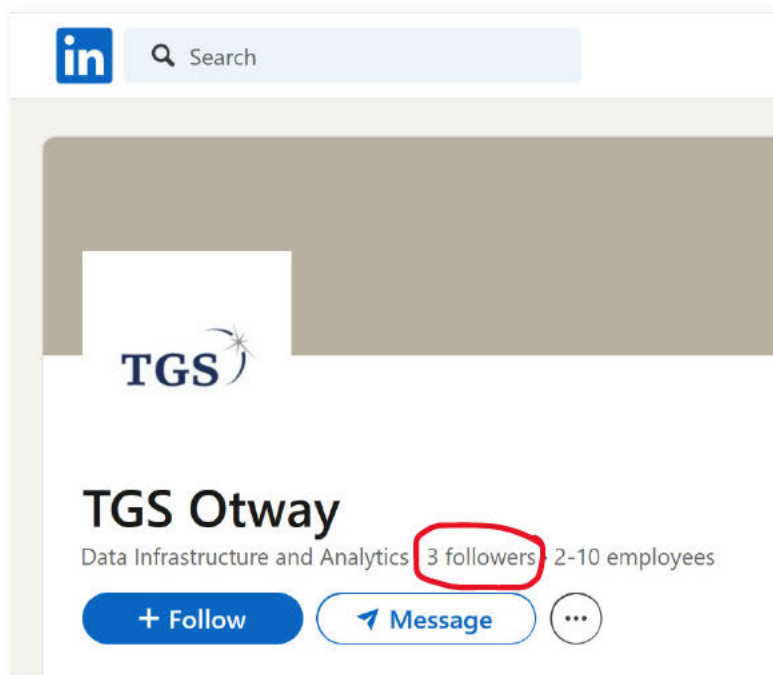 in Search
TGS
TGS Otway
Data Infrastructure and Analytics 3 followers · 2-10 employees
+ Follow Message ...